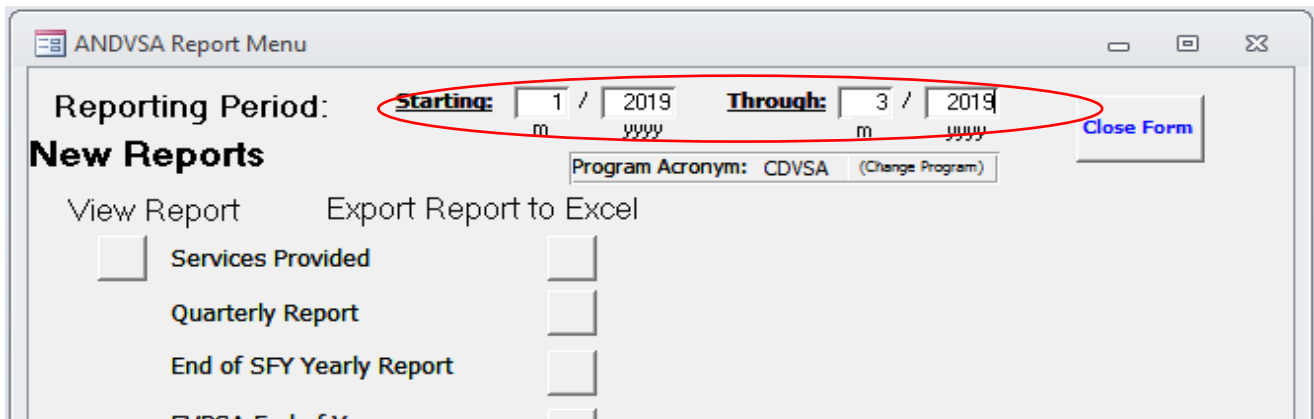 ANDVSA Report Menu
Reporting Period: Starting: 1 / 2019 Through: 3 / 2019
m yyyy m yyyy
Close Form
New Reports
Program Acronym: CDVSA (Change Program)
View Report Export Report to Excel
Services Provided
Quarterly Report
End of SFY Yearly Report